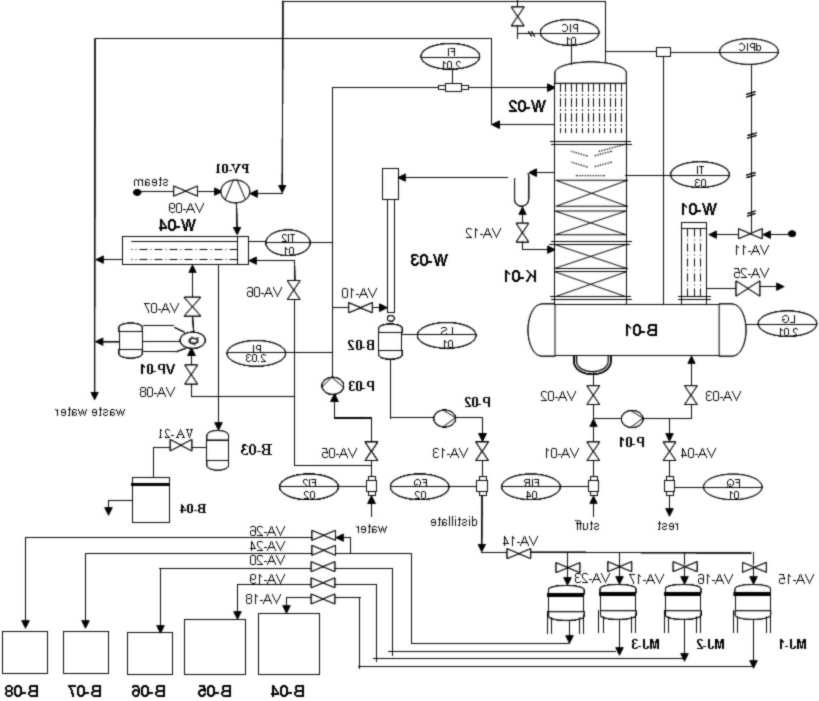 PIC
01
FI
2.01
dPIC
W-02
PV-01
steam
TI
03
VA-09
W-01
W-04
VA-12
TI2
01
VA-11
W-03
K-01
VA-25
VA-06
VA-10
VA-07
LG
2.01
LS
01
B-01
B-02
PI
2.03
VP-01
P-03
VA-08
VA-02
VA-03
P-02
waste water
P-01
VA-21
B-03
VA-05
VA-13
VA-01
VA-04
02
FQ
02
FIR
04
FQ
01
B-04
water
distillate
stuff
rest
VA-26
VA-24
VA-20
VA-19
VA-18
VA-14
VA-23
VA-17
VA-16
VA-15
MJ-3
MJ-2
MJ-1
B-08
B-07
B-06
B-05
B-04